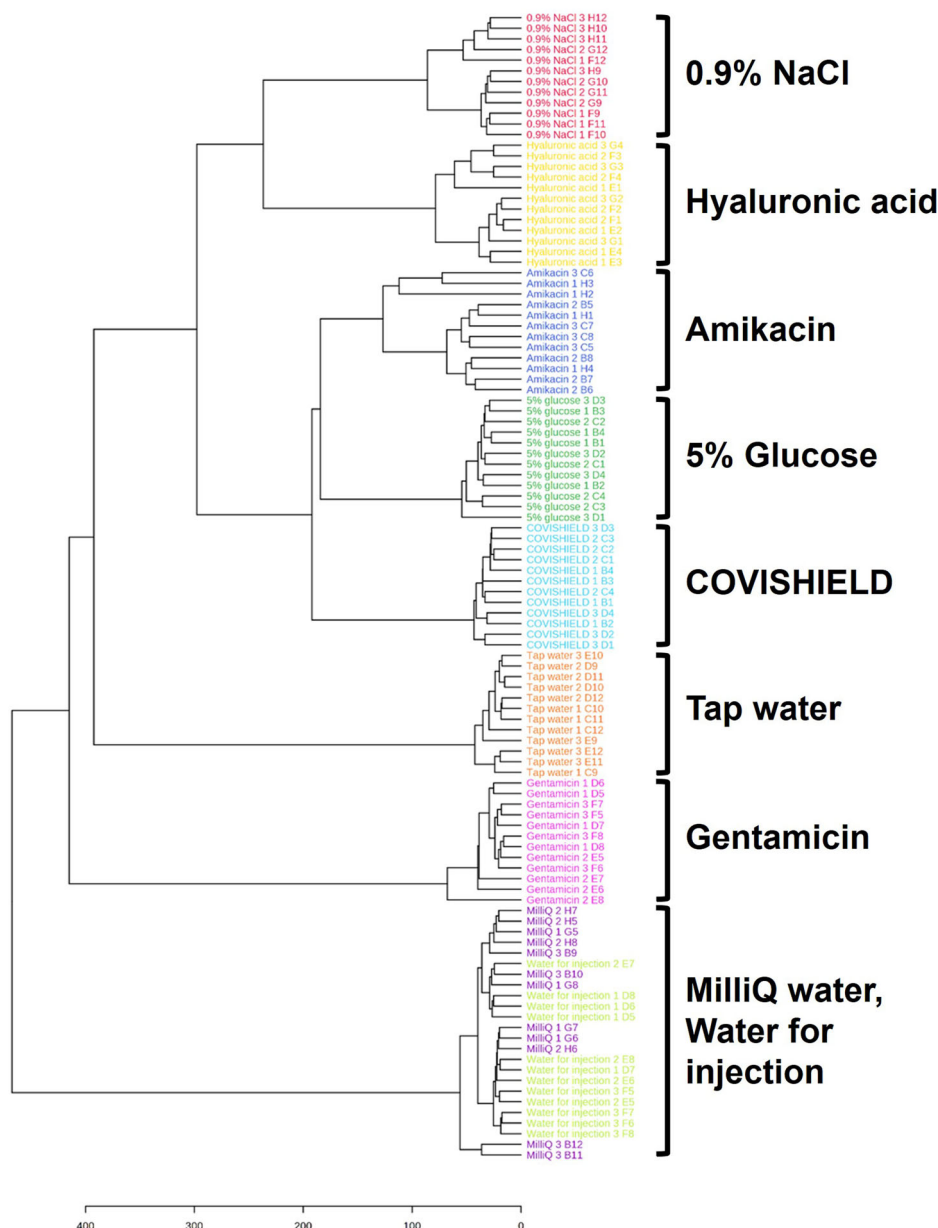 0.9% NaCl 3 H12
0.9% NaCl 3 H10
0.9% NaCl 3 H11
0.9% NaCl 2 G12
0.9% NaCl 1 F12
0.9% NaCl 3 H9
0.9% NaCl 2 G10
0.9% NaCl 2 G11
0.9% NaCl 2 G9
0.9% NaCl 1 F9
0.9% NaCl 1 F11
0.9% NaCl 1 F10
0.9% NaCl
Hyaluronic acid 3 G4
Hyaluronic acid 2 F3
Hyaluronic acid 3 G3
Hyaluronic acid 2 F4
Hyaluronic acid 1 E1
Hyaluronic acid 3 G2
Hyaluronic acid 2 F2
Hyaluronic acid 2 F1
Hyaluronic acid 1 E2
Hyaluronic acid 3 G1
Hyaluronic acid 1 E4
Hyaluronic acid 1 E3
Hyaluronic acid
Amikacin 3 C6
Amikacin 1 H3
Amikacin 1 H2
Amikacin 2 B5
Amikacin 1 H1
Amikacin 3 C7
Amikacin 3 C8
Amikacin 3 C5
Amikacin 2 B8
Amikacin 1 H4
Amikacin 2 B7
Amikacin 2 B6
Amikacin
5% glucose 3 D3
5% glucose 1 B3
5% glucose 2 C2
5% glucose 1 B4
5% glucose 1 B1
5% glucose 3 D2
5% glucose 2 C1
5% glucose 3 D4
5% glucose 1 B2
5% glucose 2 C4
5% glucose 2 C3
5% glucose 3 D1
5% Glucose
COVISHIELD 3 D3
COVISHIELD 2 C3
COVISHIELD 2 C2
COVISHIELD 2 C1
COVISHIELD 1 B4
COVISHIELD 1 B3
COVISHIELD 2 C4
COVISHIELD 1 B1
COVISHIELD 3 D4
COVISHIELD 1 B2
COVISHIELD 3 D2
COVISHIELD 3 D1
COVISHIELD
Tap water 3 E10
Tap water 2 D9
Tap water 2 D11
Tap water 2 D10
Tap water 2 D12
Tap water 1 C10
Tap water 1 C11
Tap water 1 C12
Tap water 3 E9
Tap water 3 E12
Tap water 3 E11
Tap water 1 C9
Tap water
Gentamicin 1 D6
Gentamicin 1 D5
Gentamicin 3 F7
Gentamicin 3 F5
Gentamicin 1 D7
Gentamicin 3 F8
Gentamicin 1 D8
Gentamicin 2 E5
Gentamicin 3 F6
Gentamicin 2 E7
Gentamicin 2 E6
Gentamicin 2 E8
Gentamicin
MilliQ 2 H7
MilliQ 2 H5
MilliQ 1 G5
MilliQ 2 H8
MilliQ 3 B9
Water for injection 2 E7
MilliQ 3 B10
MilliQ 1 G8
Water for injection 1 D8
Water for injection 1 D6
Water for injection 1 D5
MilliQ 1 G7
MilliQ 1 G6
MilliQ 2 H6
Water for injection 2 E8
Water for injection 1 D7
Water for injection 2 E6
Water for injection 3 F5
Water for injection 2 E5
Water for injection 3 F7
Water for injection 3 F6
Water for injection 3 F8
MilliQ 3 B12
MilliQ 3 B11
MilliQ water,
Water for
injection
400 300 200 100 0